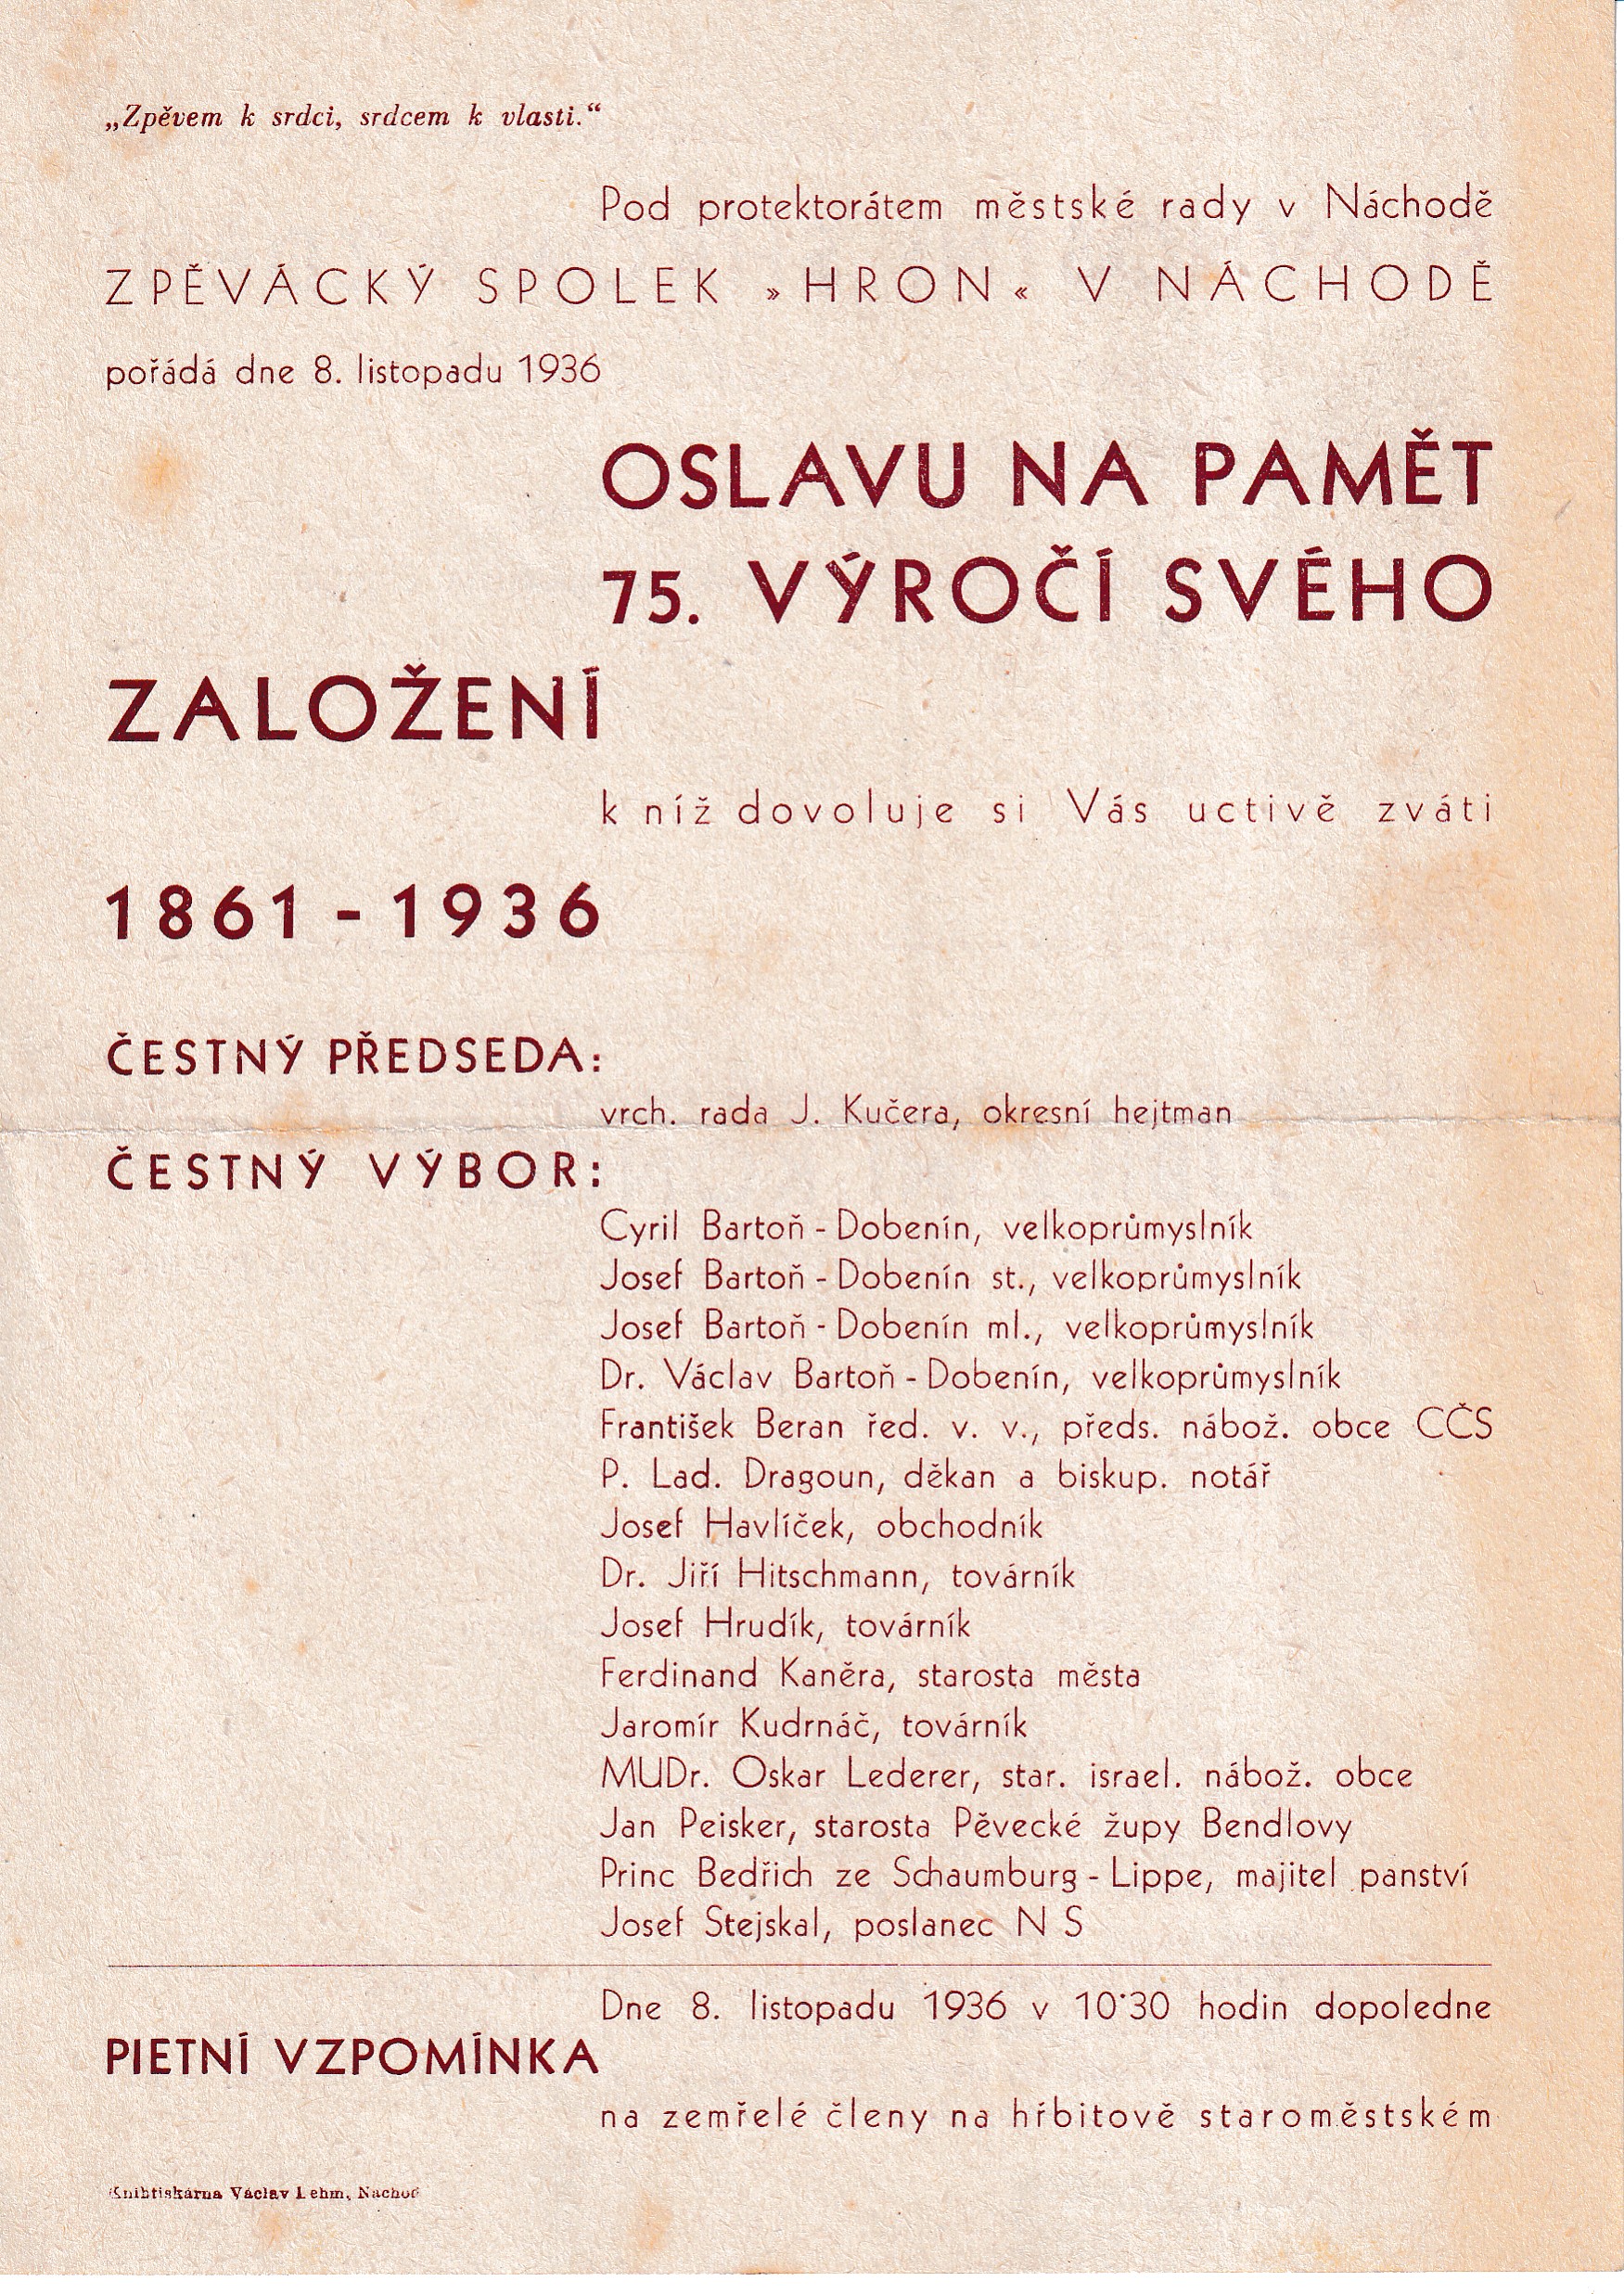 „Zpěvem k srdci, srdcem k vlasti.“
Pod protektorátem městské rady v Náchodě
ZPĚVÁCKÝ SPOLEK »HRON« V NÁCHODĚ
pořádá dne 8. listopadu 1936
OSLAVU NA PAMĚT
75. VÝROČÍ SVÉHO
ZALOŽENÍ
k níž dovoluje si Vás uctivě zváti
1861 - 1936
ČESTNÝ PŘEDSEDA:
vrch. rada J. Kučera, okresní hejtman
ČESTNÝ VÝBOR:
Cyril Bartoň - Dobenín, velkoprůmyslník
Josef Bartoň - Dobenín st., velkoprůmyslník
Josef Bartoň - Dobenín ml., velkoprůmyslník
Dr. Václav Bartoň - Dobenín, velkoprůmyslník
František Beran řed. v. v., předs. nábož. obce CČS
P. Lad. Dragoun, děkan a biskup. notář
Josef Havlíček, obchodník
Dr. Jiří Hitschmann, továrník
Josef Hrudík, továrník
Ferdinand Kaněra, starosta města
Jaromír Kudrnáč, továrník
MUDr. Oskar Lederer, star. israel. nábož. obce
Jan Peisker, starosta Pěvecké župy Bendlovy
Princ Bedřich ze Schaumburg - Lippe, majitel panství
Josef Stejskal, poslanec N S
Dne 8. listopadu 1936 v 10˙30 hodin dopoledne
PIETNÍ VZPOMÍNKA
na zemřelé členy na hřbitově staroměstském
Knihtiskárna Václav Lehm, Náchod